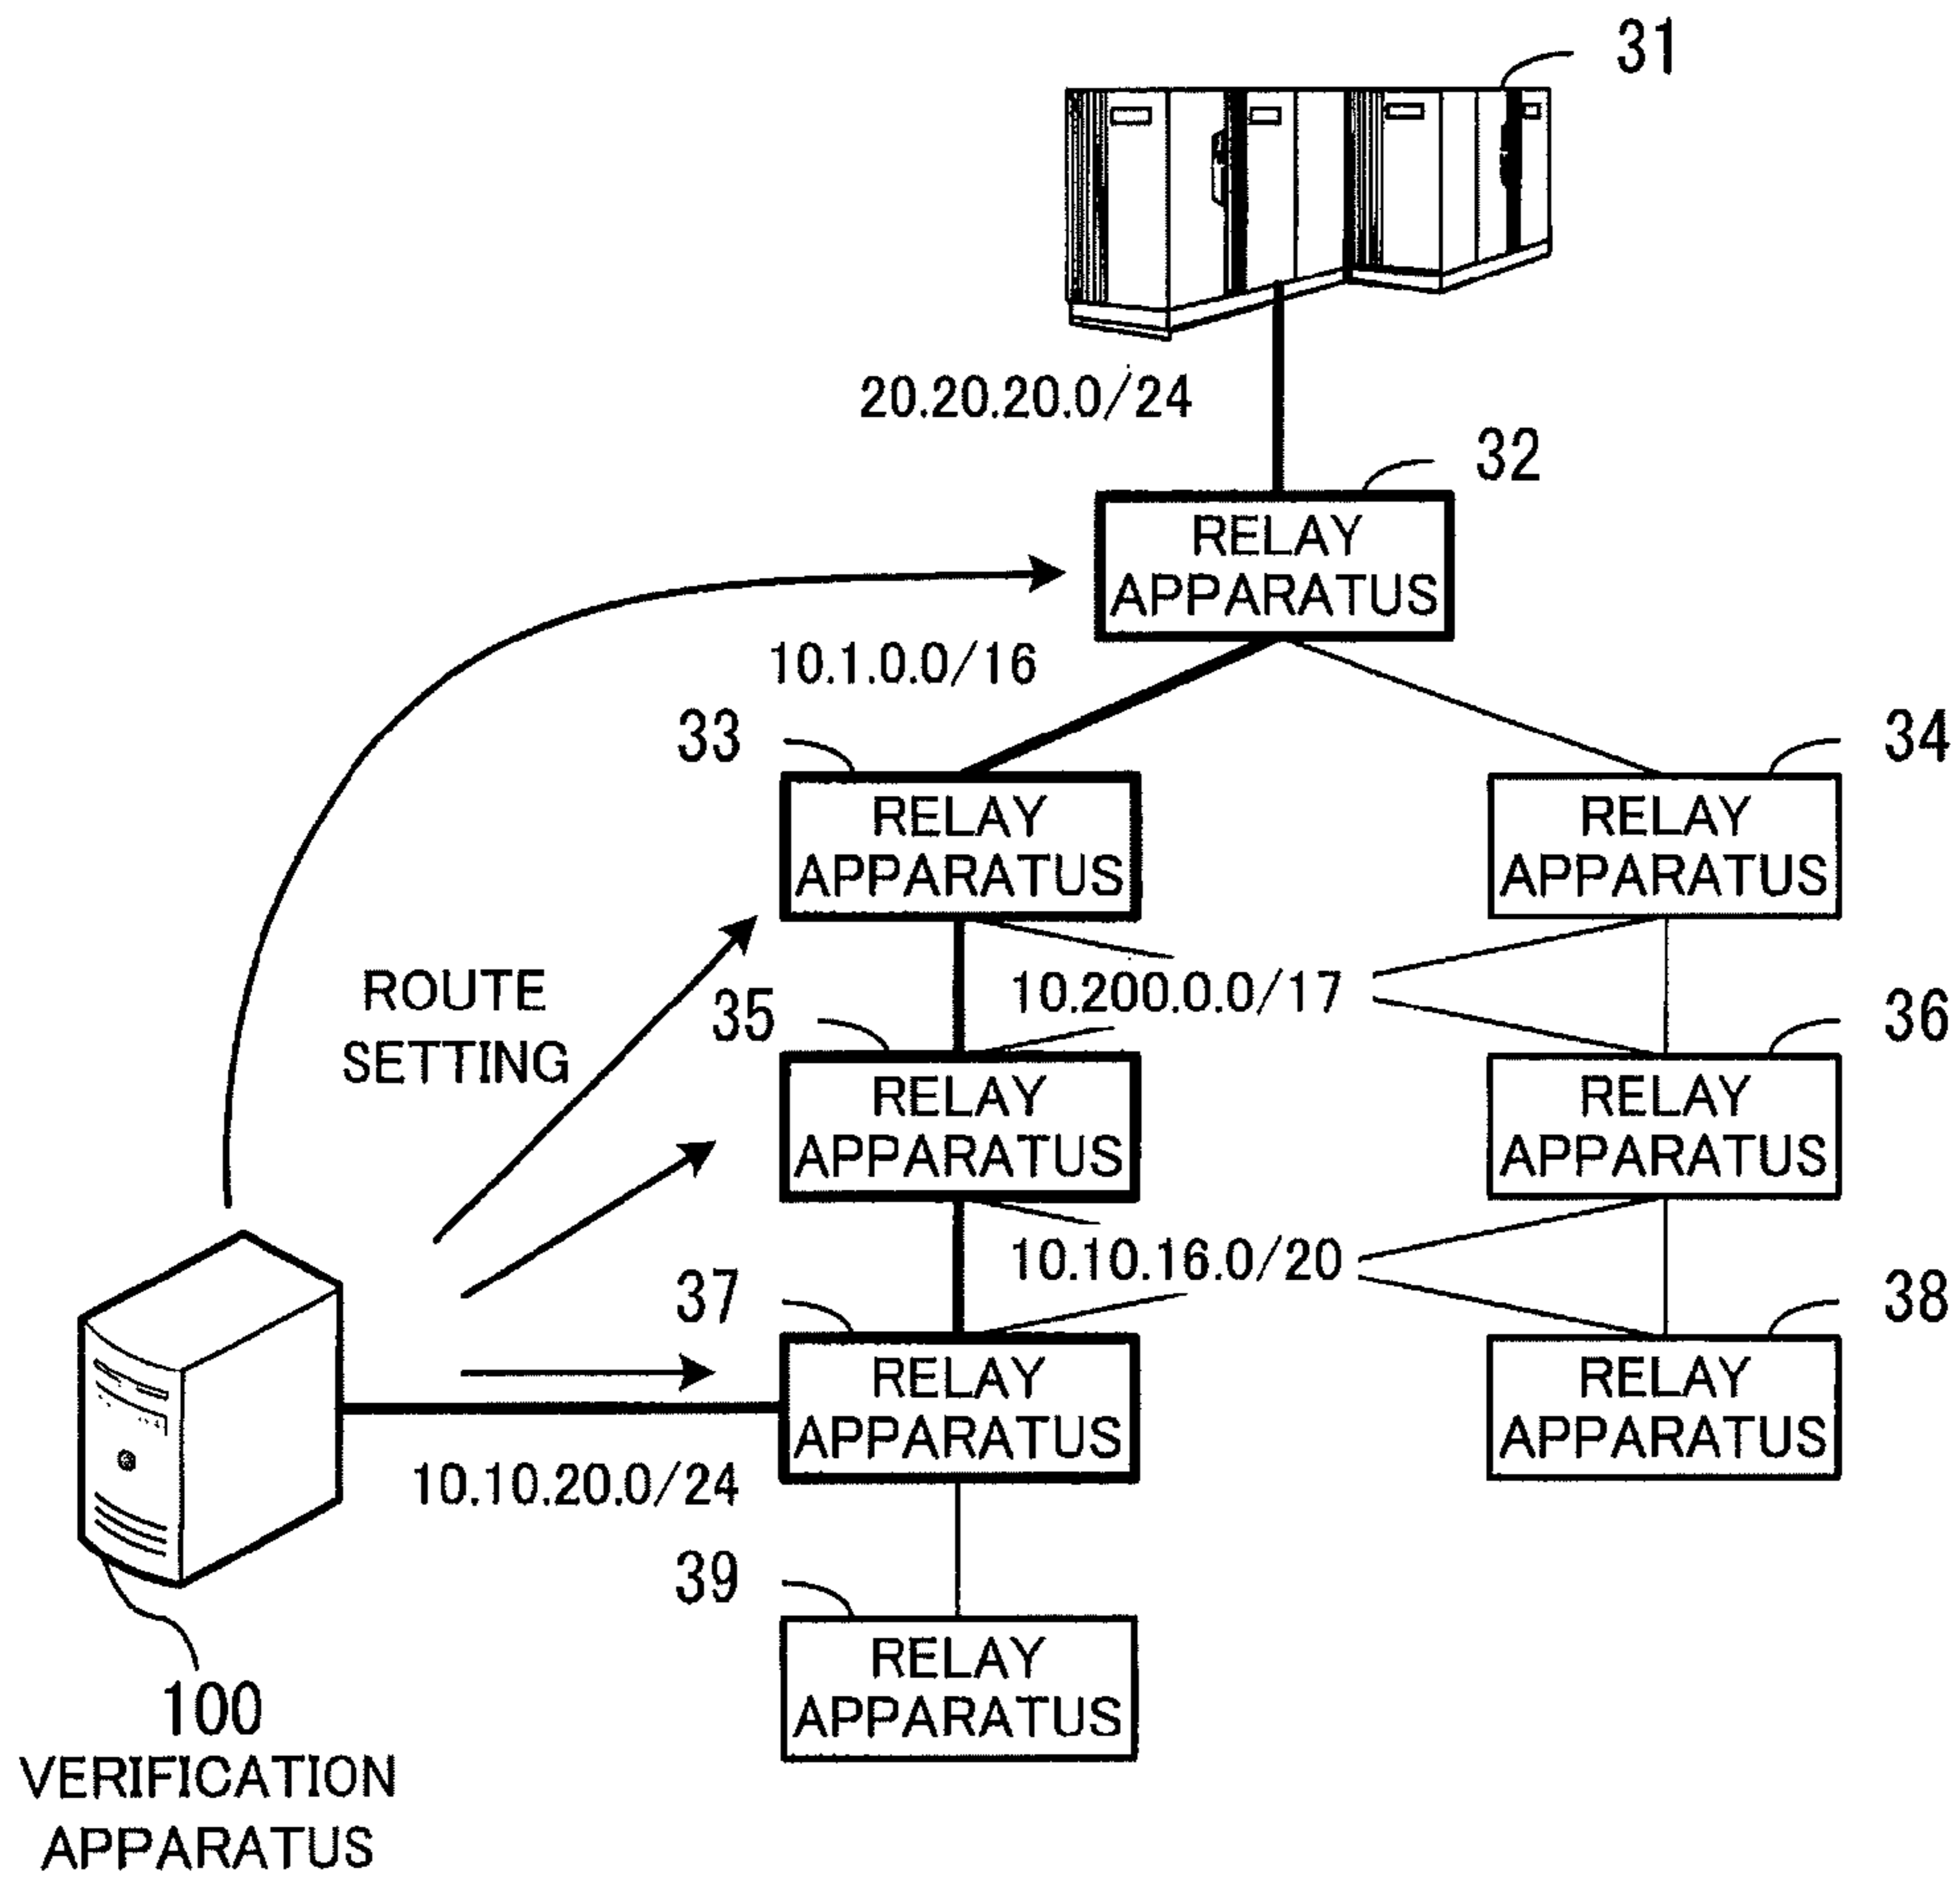 31
20.20.20.0/24
32
RELAY
APPARATUS
10.1.0.0/16
33
34
RELAY
APPARATUS
RELAY
APPARATUS
ROUTE
SETTING
10.200.0.0/17
35
36
RELAY
APPARATUS
RELAY
APPARATUS
10.10.16.0/20
37
38
RELAY
APPARATUS
RELAY
APPARATUS
10.10.20.0/24
39
RELAY
APPARATUS
100
VERIFICATION
APPARATUS